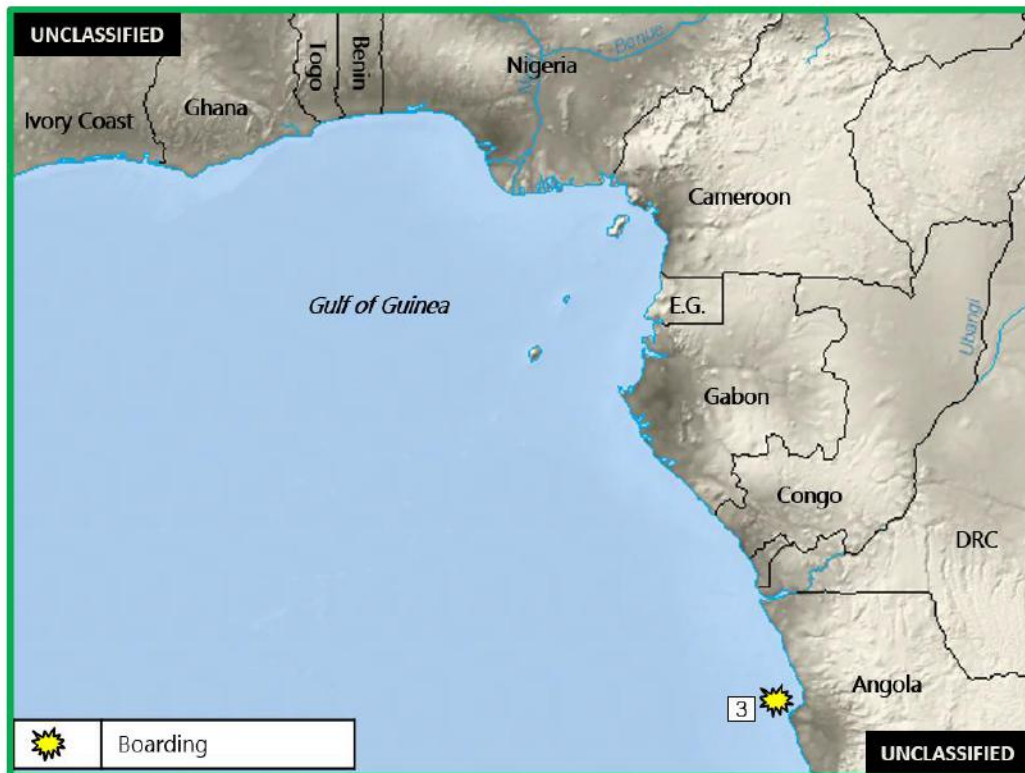 UNCLASSIFIED
Togo
Benin
Benue
Nigeria
Ivory Coast
Ghana
Cameroon
Gulf of Guinea
E.G.
Ubangi
Gabon
Congo
DRC
Angola
3
Boarding
UNCLASSIFIED